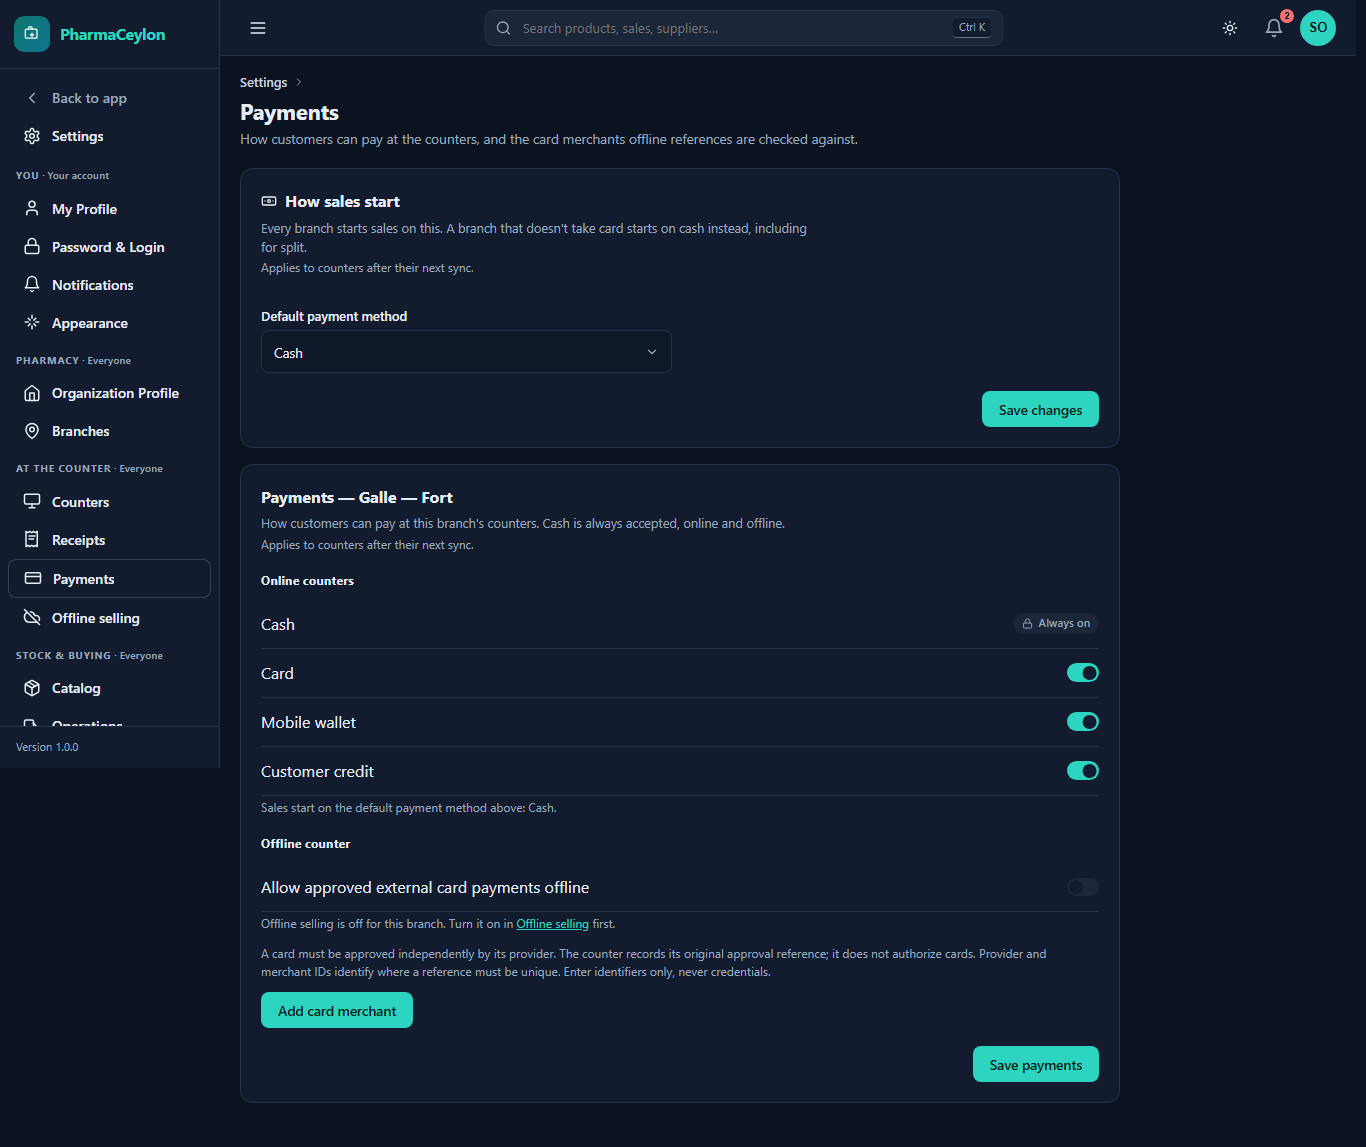 PharmaCeylon
Search products, sales, suppliers...
Ctrl K
2
SO
Back to app
Settings
YOU · Your account
My Profile
Password & Login
Notifications
Appearance
PHARMACY · Everyone
Organization Profile
Branches
AT THE COUNTER · Everyone
Counters
Receipts
Payments
Offline selling
STOCK & BUYING · Everyone
Catalog
Operations
Version 1.0.0
Settings
Payments
How customers can pay at the counters, and the card merchants offline references are checked against.
How sales start
Every branch starts sales on this. A branch that doesn't take card starts on cash instead, including
for split.
Applies to counters after their next sync.
Default payment method
Cash
Save changes
Payments — Galle — Fort
How customers can pay at this branch's counters. Cash is always accepted, online and offline.
Applies to counters after their next sync.
Online counters
Cash
Always on
Card
Mobile wallet
Customer credit
Sales start on the default payment method above: Cash.
Offline counter
Allow approved external card payments offline
Offline selling is off for this branch. Turn it on in Offline selling first.
A card must be approved independently by its provider. The counter records its original approval reference; it does not authorize cards. Provider and
merchant IDs identify where a reference must be unique. Enter identifiers only, never credentials.
Add card merchant
Save payments